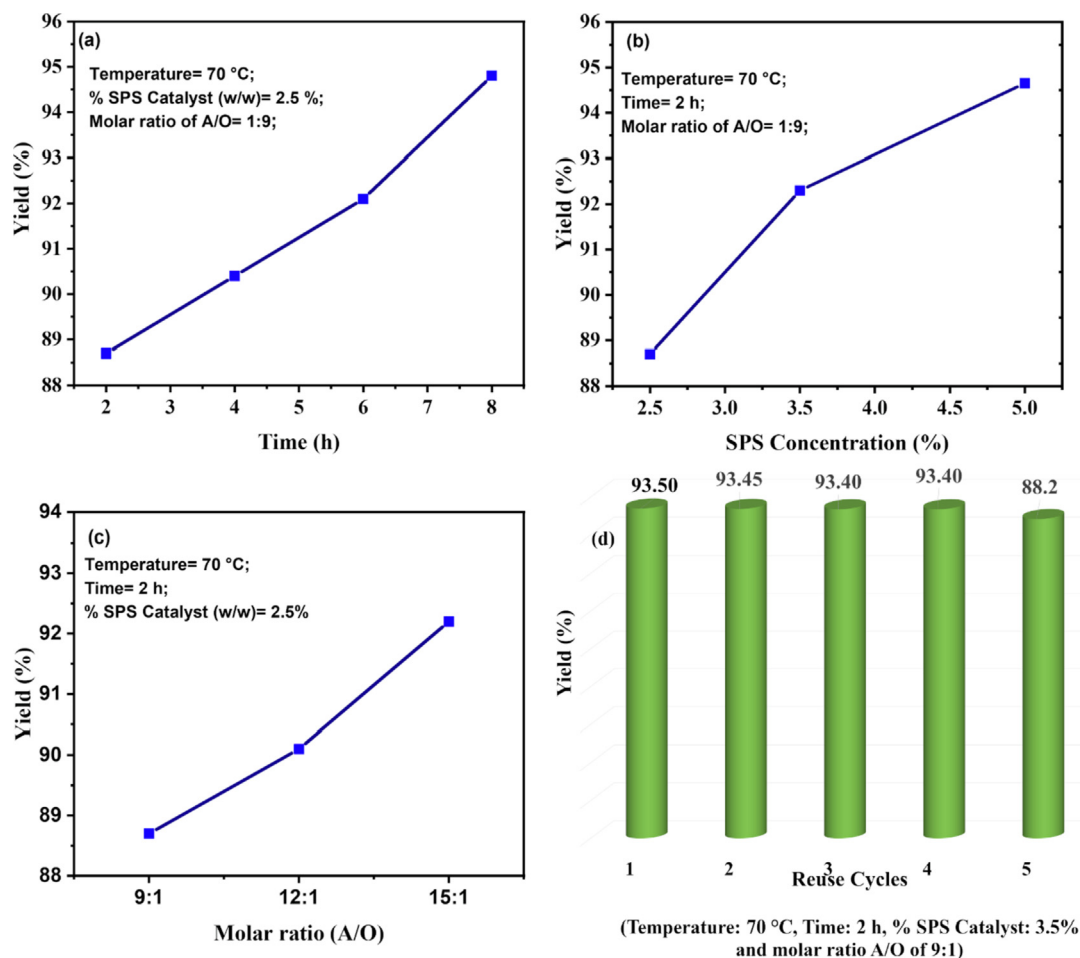 (a)
Temperature= 70 °C;
% SPS Catalyst (w/w)= 2.5 %;
Molar ratio of A/O= 1:9;
Yield (%)
96
95
94
93
92
91
90
89
88
2 3 4 5 6 7 8
Time (h)
(b)
Temperature= 70 °C;
Time= 2 h;
Molar ratio of A/O= 1:9;
Yield (%)
96
95
94
93
92
91
90
89
88
2.5 3.0 3.5 4.0 4.5 5.0
SPS Concentration (%)
(c)
Temperature= 70 °C;
Time= 2 h;
% SPS Catalyst (w/w)= 2.5%
Yield (%)
94
93
92
91
90
89
88
9:1 12:1 15:1
Molar ratio (A/O)
93.50 93.45 93.40 93.40 88.2
(d)
Yield (%)
1 2 3 4 5
Reuse Cycles
(Temperature: 70 °C, Time: 2 h, % SPS Catalyst: 3.5%
and molar ratio A/O of 9:1)